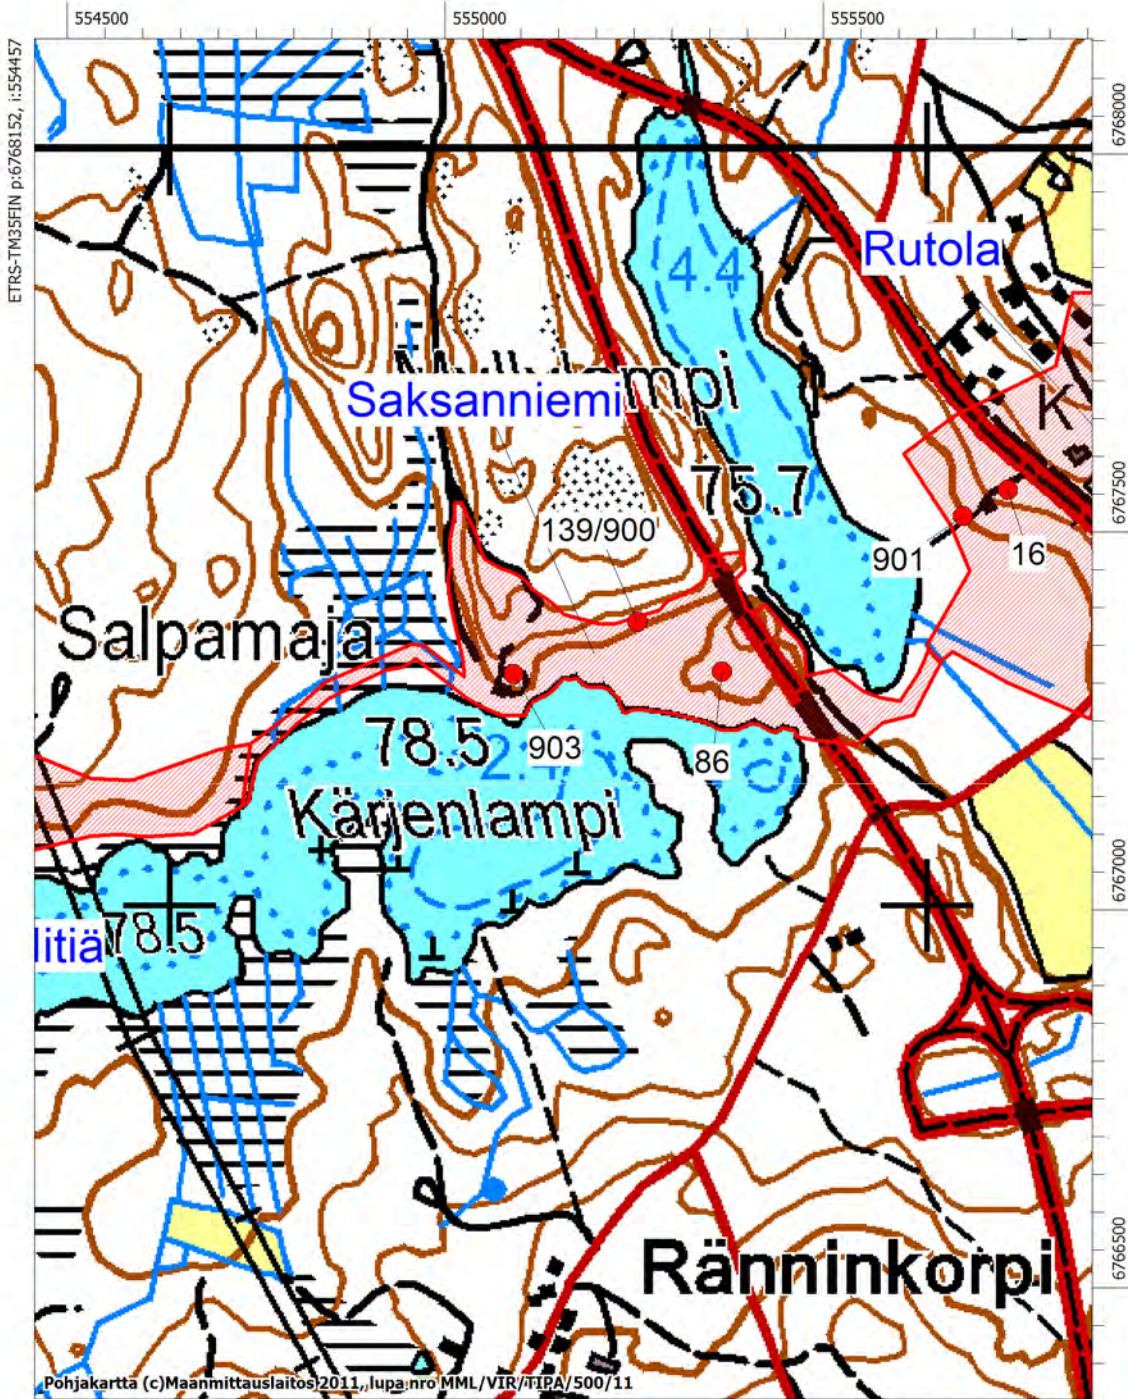 554500
555000
555500
ETRS-TM35FIN p:6768152, i:554457
6768000
Rutola
4.4
Myllylampi
Saksanniemi
K
75.7
6767500
139/900
901
16
Salpamaja
78.5
2.4
903
86
Kärjenlampi
6767000
litiä
78.5
6766500
Ränninkorpi
Pohjakartta (c)Maanmittauslaitos 2011, lupa nro MML/VIR/TIPA/500/11